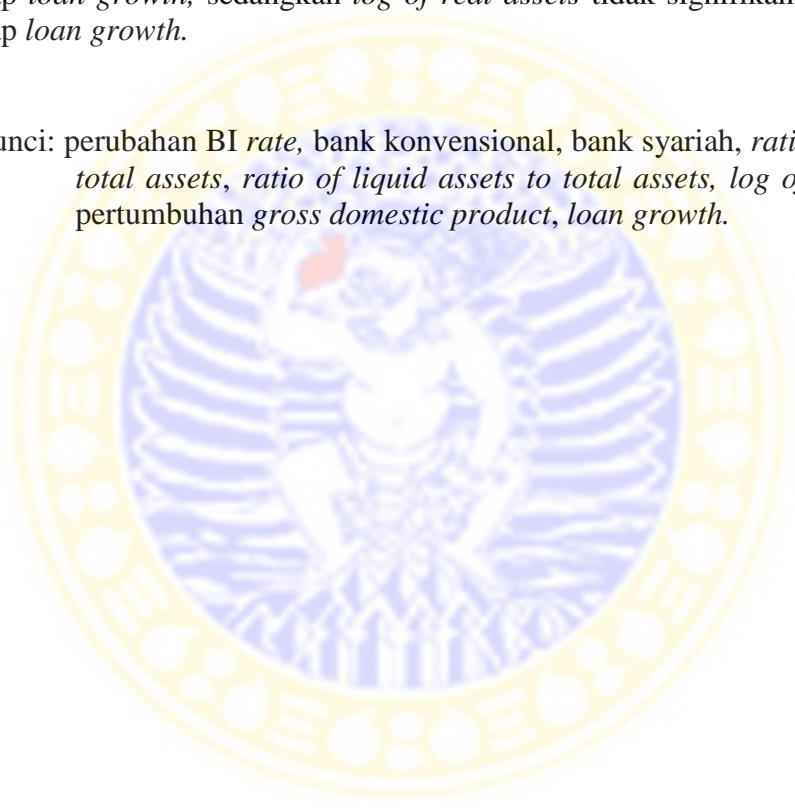 p loan growth, sedangkan log of real assets tidak signifikan
p loan growth.
unci: perubahan BI rate, bank konvensional, bank syariah, rati
total assets, ratio of liquid assets to total assets, log o
pertumbuhan gross domestic product, loan growth.